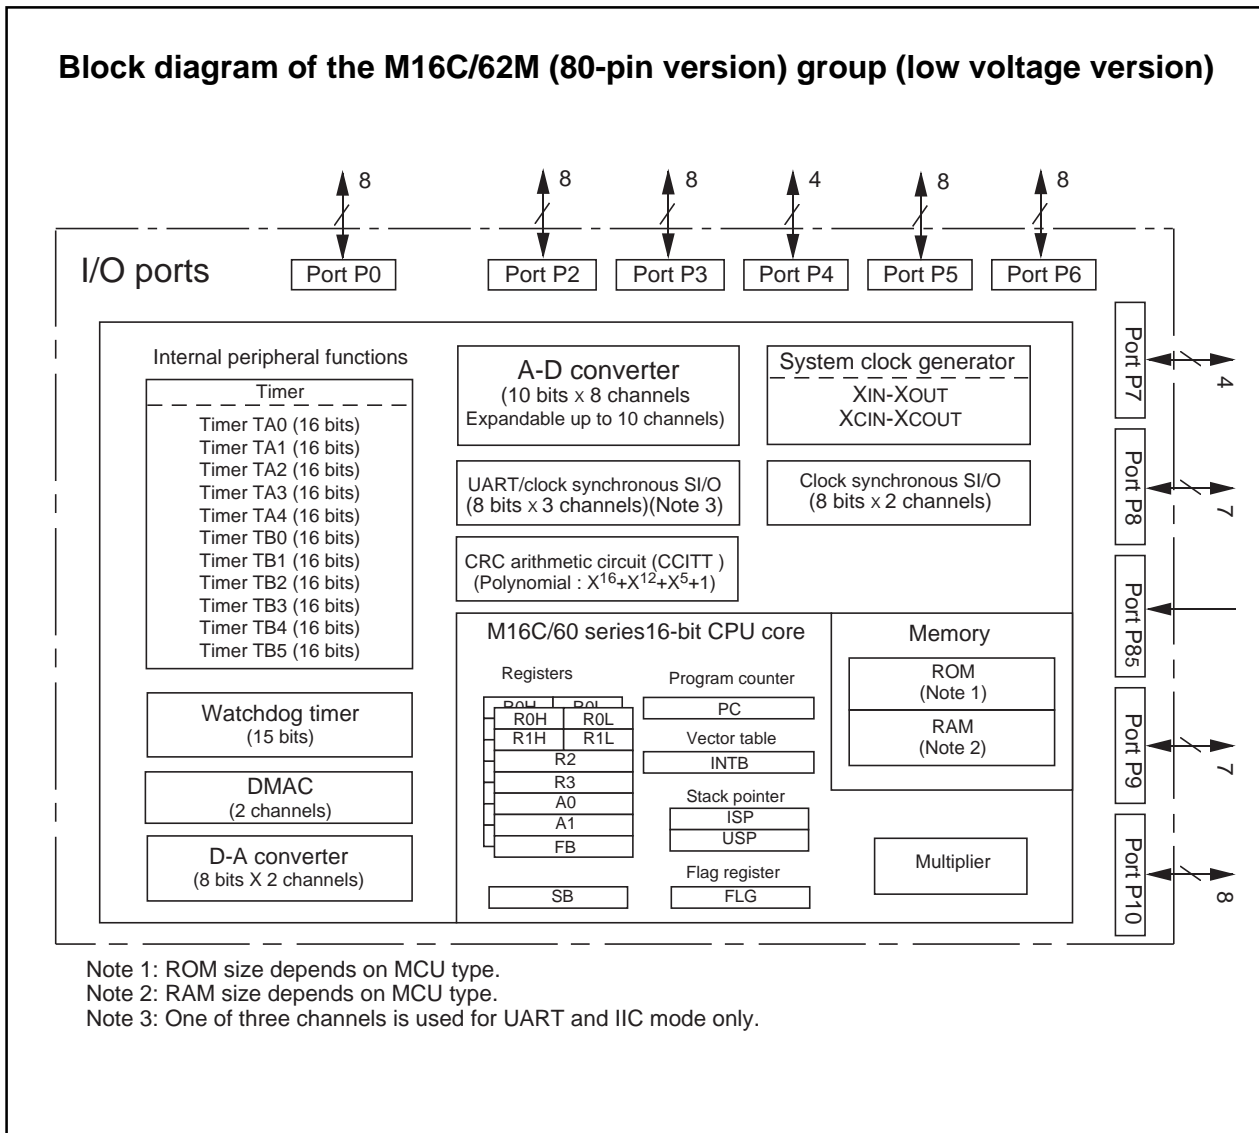 Block diagram of the M16C/62M (80-pin version) group (low voltage version)
8
8
8
4
8
8
I/O ports
Port P0
Port P2
Port P3
Port P4
Port P5
Port P6
Internal peripheral functions
Timer
Timer TA0 (16 bits)
Timer TA1 (16 bits)
Timer TA2 (16 bits)
Timer TA3 (16 bits)
Timer TA4 (16 bits)
Timer TB0 (16 bits)
Timer TB1 (16 bits)
Timer TB2 (16 bits)
Timer TB3 (16 bits)
Timer TB4 (16 bits)
Timer TB5 (16 bits)
Watchdog timer
(15 bits)
DMAC
(2 channels)
D-A converter
(8 bits X 2 channels)
A-D converter
(10 bits x 8 channels
Expandable up to 10 channels)
UART/clock synchronous SI/O
(8 bits x 3 channels)(Note 3)
CRC arithmetic circuit (CCITT )
(Polynomial : X16+X12+X5+1)
System clock generator
XIN-XOUT
XCIN-XCOUT
Clock synchronous SI/O
(8 bits x 2 channels)
M16C/60 series16-bit CPU core
Registers
R0H R0L
R0H R0L
R1H R1L
R2
R3
A0
A1
FB
SB
Program counter
PC
Vector table
INTB
Stack pointer
ISP
USP
Flag register
FLG
Memory
ROM
(Note 1)
RAM
(Note 2)
Multiplier
Port P7
4
Port P8
7
Port P85
Port P9
7
Port P10
8
Note 1: ROM size depends on MCU type.
Note 2: RAM size depends on MCU type.
Note 3: One of three channels is used for UART and IIC mode only.